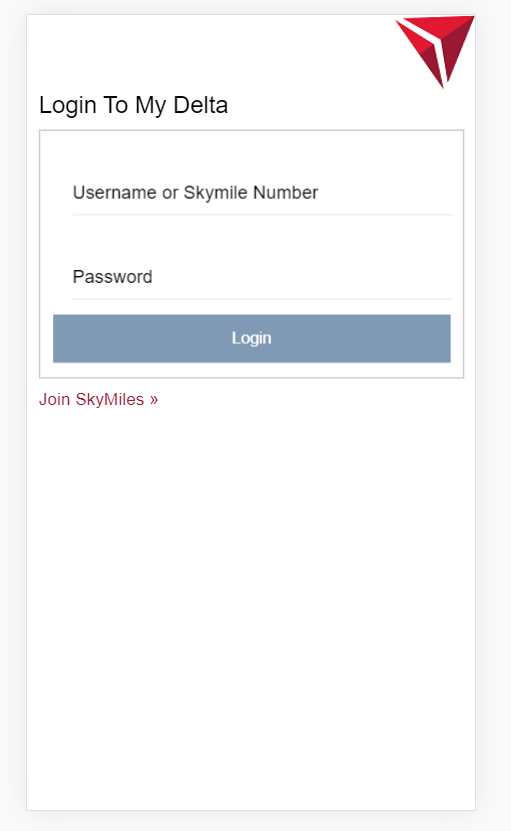 Login To My Delta
Username or Skymile Number
Password
Login
Join SkyMiles »